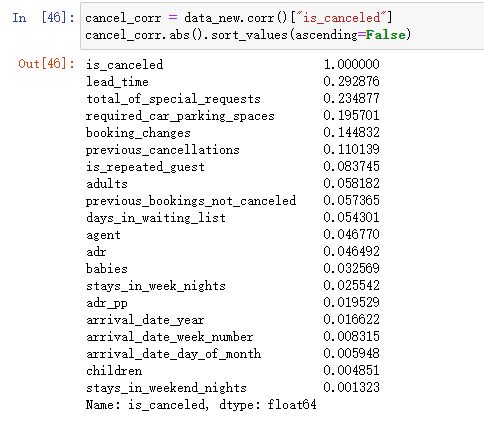 In [46]: cancel_corr = data_new.corr()["is_canceled"]
cancel_corr.abs().sort_values(ascending=False)
Out[46]: is_canceled 1.000000
lead_time 0.292876
total_of_special_requests 0.234877
required_car_parking_spaces 0.195701
booking_changes 0.144832
previous_cancellations 0.110139
is_repeated_guest 0.083745
adults 0.058182
previous_bookings_not_canceled 0.057365
days_in_waiting_list 0.054301
agent 0.046770
adr 0.046492
babies 0.032569
stays_in_week_nights 0.025542
adr_pp 0.019529
arrival_date_year 0.016622
arrival_date_week_number 0.008315
arrival_date_day_of_month 0.005948
children 0.004851
stays_in_weekend_nights 0.001323
Name: is_canceled, dtype: float64